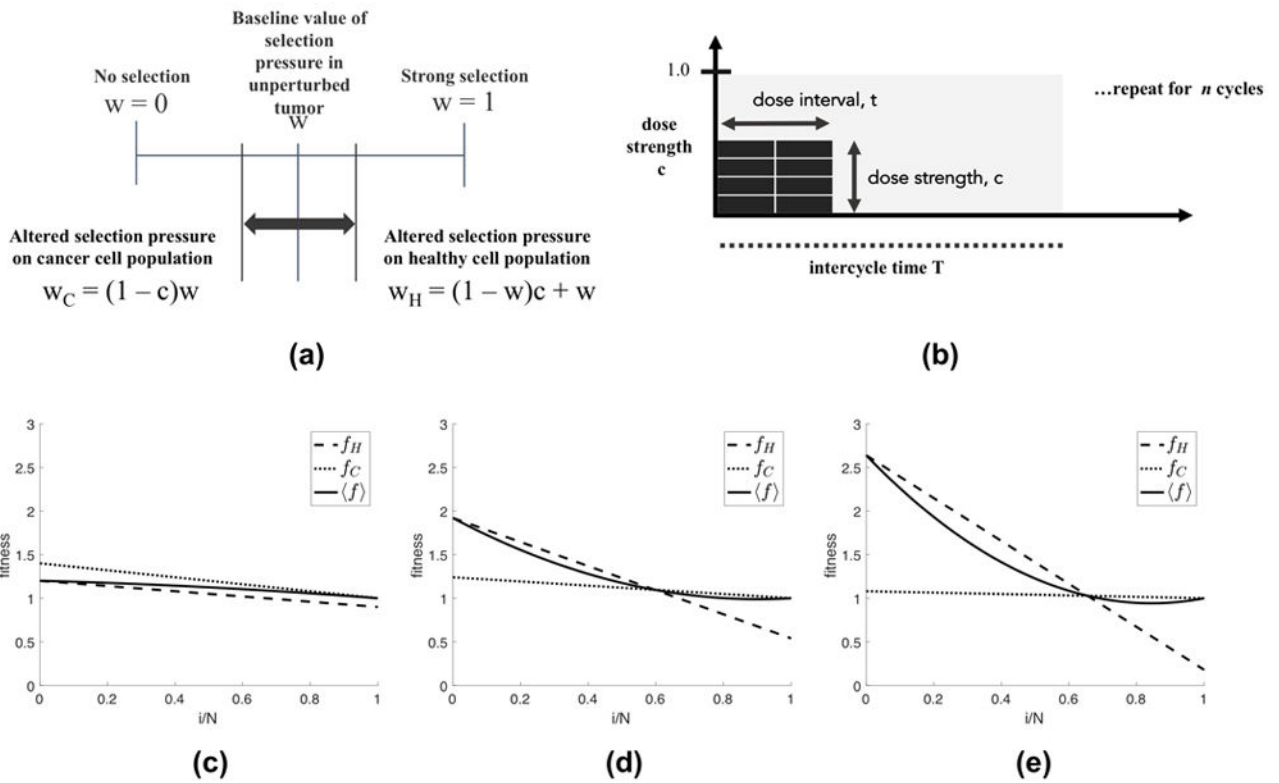 Baseline value of
selection
pressure in
unperturbed
tumor
w
No selection
w = 0
Strong selection
w = 1
Altered selection pressure
on cancer cell population
w_C = (1 – c)w
Altered selection pressure
on healthy cell population
w_H = (1 – w)c + w
(a)
1.0
dose
strength
c
dose interval, t
dose strength, c
...repeat for n cycles
intercycle time T
(b)
3
2.5
2
1.5
1
0.5
0
fitness
0 0.2 0.4 0.6 0.8 1
i/N
f_H
f_C
⟨f⟩
(c)
3
2.5
2
1.5
1
0.5
0
fitness
0 0.2 0.4 0.6 0.8 1
i/N
f_H
f_C
⟨f⟩
(d)
3
2.5
2
1.5
1
0.5
0
fitness
0 0.2 0.4 0.6 0.8 1
i/N
f_H
f_C
⟨f⟩
(e)